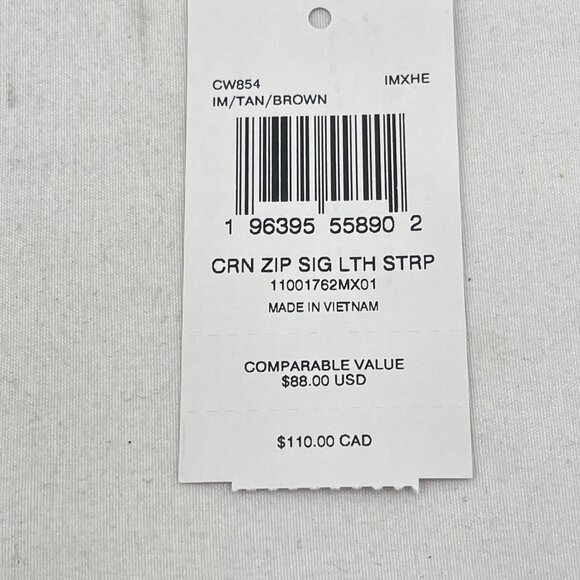 CW854 IMXHE
IM/TAN/BROWN
1 96395 55890 2
CRN ZIP SIG LTH STRP
11001762MX01
MADE IN VIETNAM
COMPARABLE VALUE
$88.00 USD
$110.00 CAD